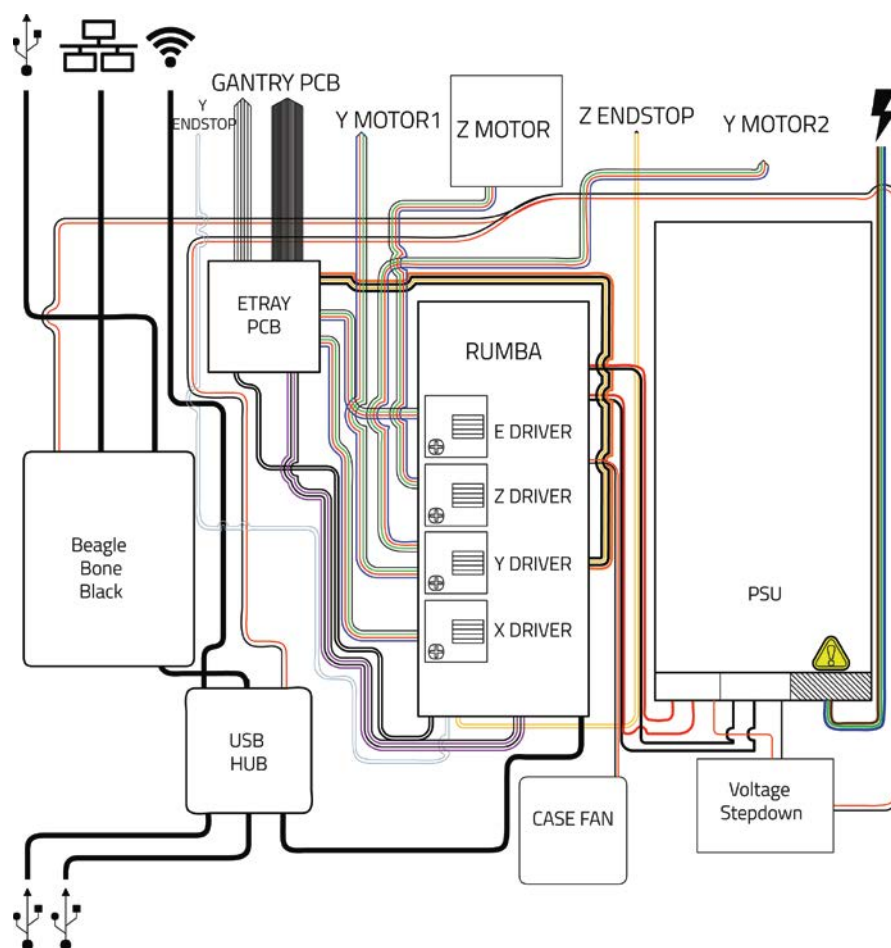 GANTRY PCB
Y
ENDSTOP
Y MOTOR1
Z MOTOR
Z ENDSTOP
Y MOTOR2
ETRAY
PCB
RUMBA
E DRIVER
Z DRIVER
Y DRIVER
X DRIVER
Beagle
Bone
Black
PSU
USB
HUB
CASE FAN
Voltage
Stepdown